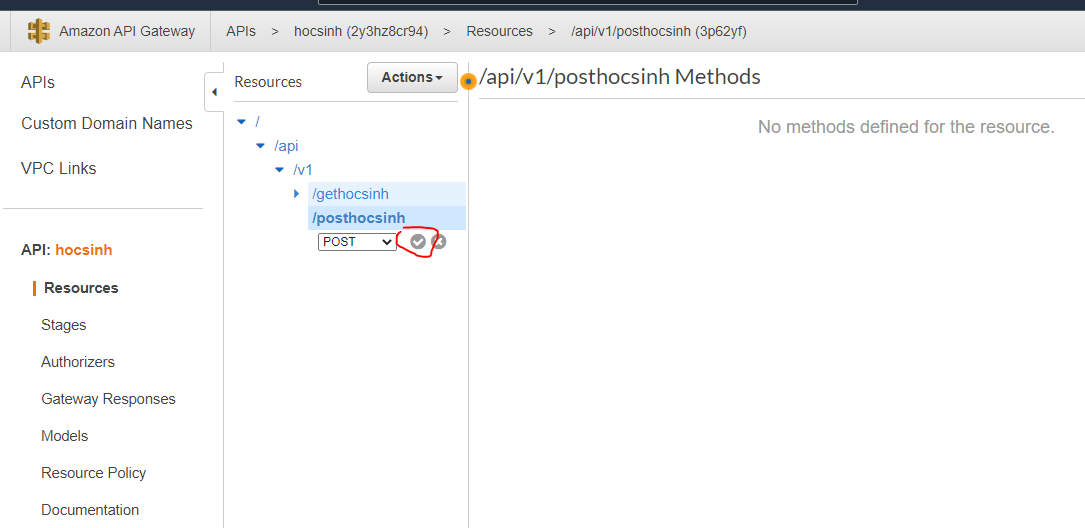 Amazon API Gateway APIs > hocsinh (2y3hz8cr94) > Resources > /api/v1/posthocsinh (3p62yf)
APIs
Custom Domain Names
VPC Links
API: hocsinh
Resources
Stages
Authorizers
Gateway Responses
Models
Resource Policy
Documentation
Resources Actions
/
/api
/v1
/gethocsinh
/posthocsinh
POST
/api/v1/posthocsinh Methods
No methods defined for the resource.